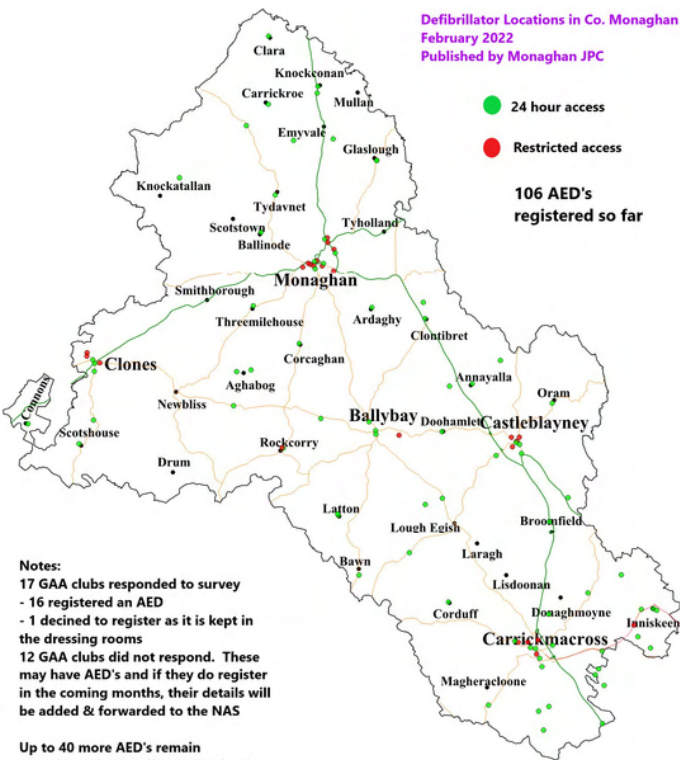 Defibrillator Locations in Co. Monaghan
February 2022
Published by Monaghan JPC
24 hour access
Restricted access
106 AED's
registered so far
Clara
Knockconan
Carrickroe
Mullan
Emyvale
Glaslough
Knockatallan
Tydavnet
Scotstown
Tyholland
Ballinode
Monaghan
Smithborough
Threemilehouse
Ardaghy
Clontibret
Corcaghan
Clones
Aghabog
Annayalla
Oram
Connons
Newbliss
Ballybay
Doohamlet
Castleblayney
Scotshouse
Rockcorry
Drum
Latton
Lough Egish
Broomfield
Laragh
Bawn
Lisdoonan
Corduff
Donaghmoyne
Inniskeen
Carrickmacross
Magheracloone
Notes:
17 GAA clubs responded to survey
- 16 registered an AED
- 1 decined to register as it is kept in
the dressing rooms
12 GAA clubs did not respond. These
may have AED's and if they do register
in the coming months, their details will
be added & forwarded to the NAS
Up to 40 more AED's remain